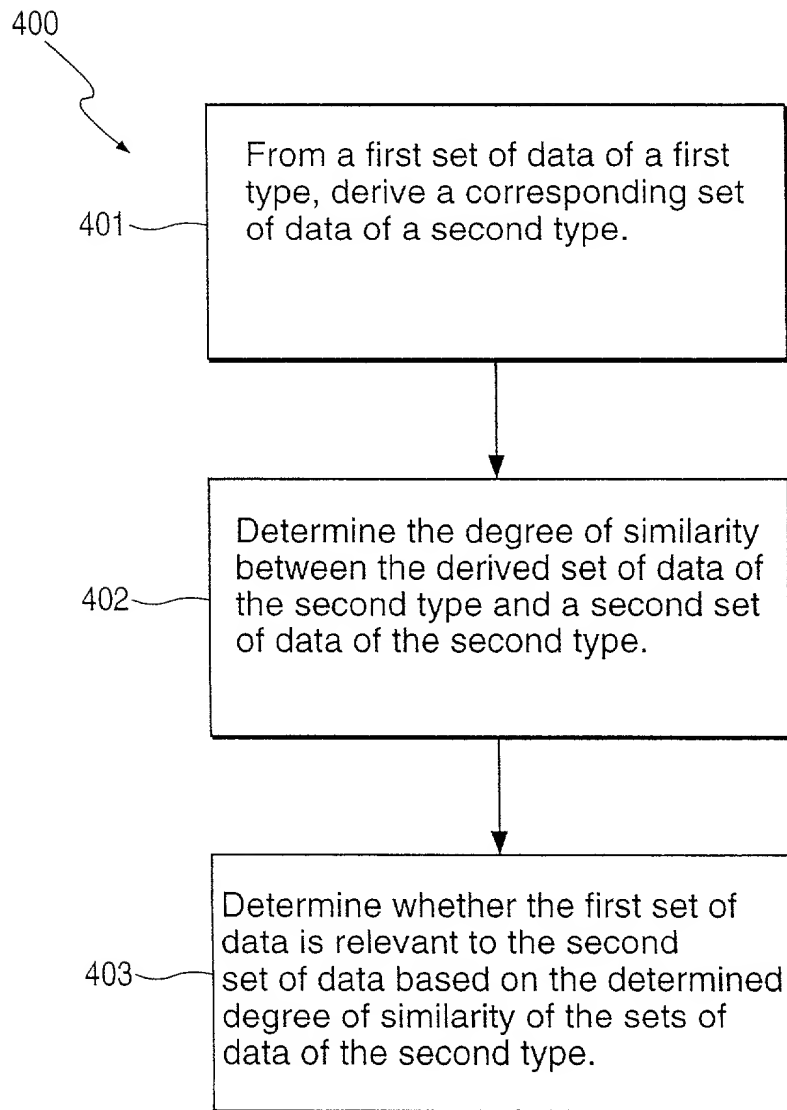 400
From a first set of data of a first
type, derive a corresponding set
of data of a second type.
401
Determine the degree of similarity
between the derived set of data of
the second type and a second set
of data of the second type.
402
Determine whether the first set of
data is relevant to the second
set of data based on the determined
degree of similarity of the sets of
data of the second type.
403